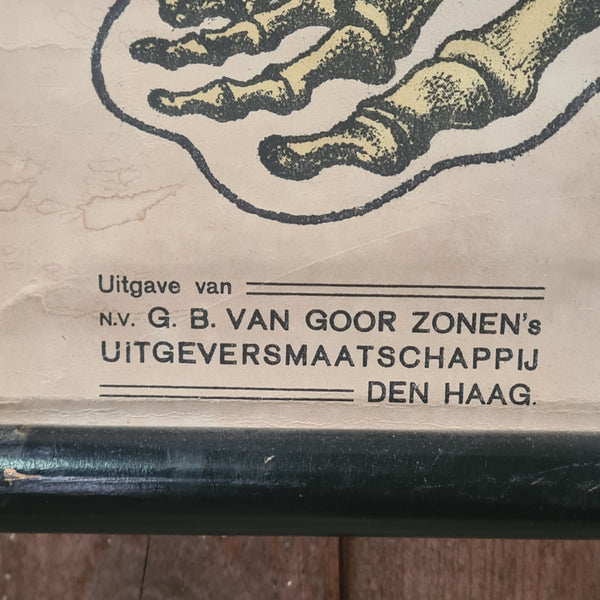 Uitgave van
N.V. G. B. VAN GOOR ZONEN's
UiTGEVERSMAATSCHAPPIJ
DEN HAAG.